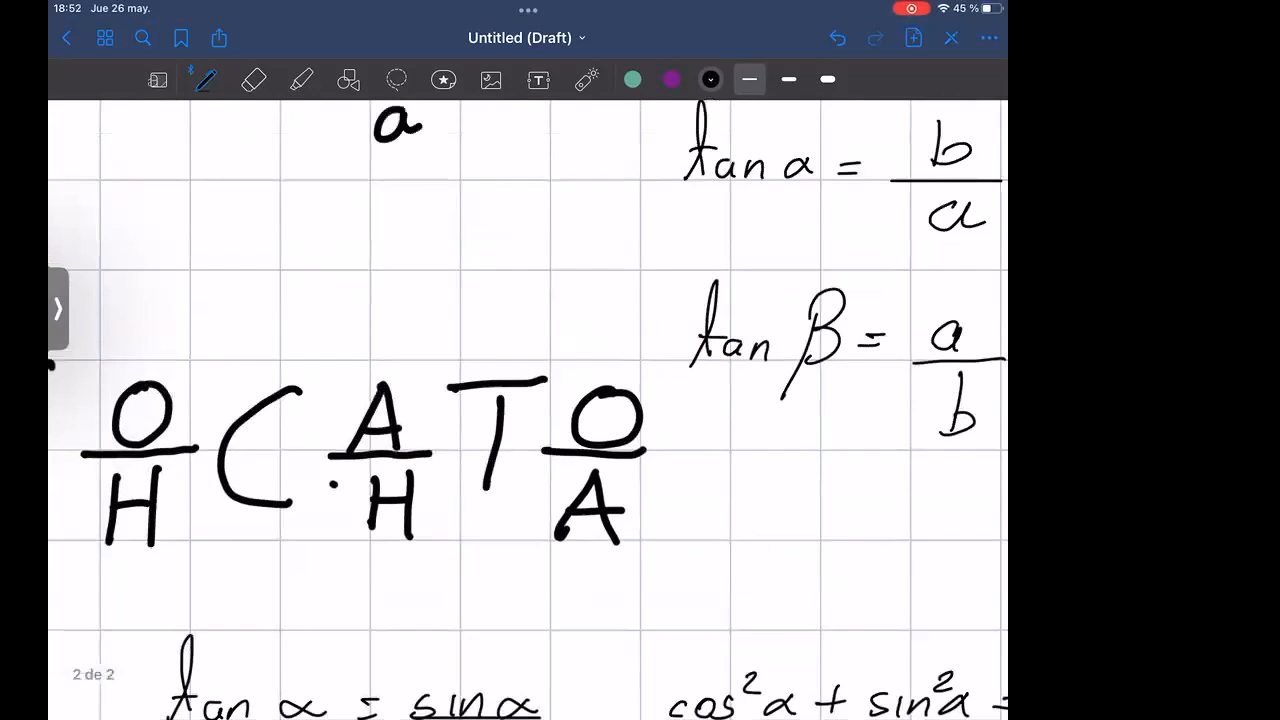 18:52 Jue 26 may. 45 %
Untitled (Draft)
T
a
tan α = b
a
tan β = a
b
O C A T O
H H A
2 de 2
tan α = sin α
cos²α + sin²α =